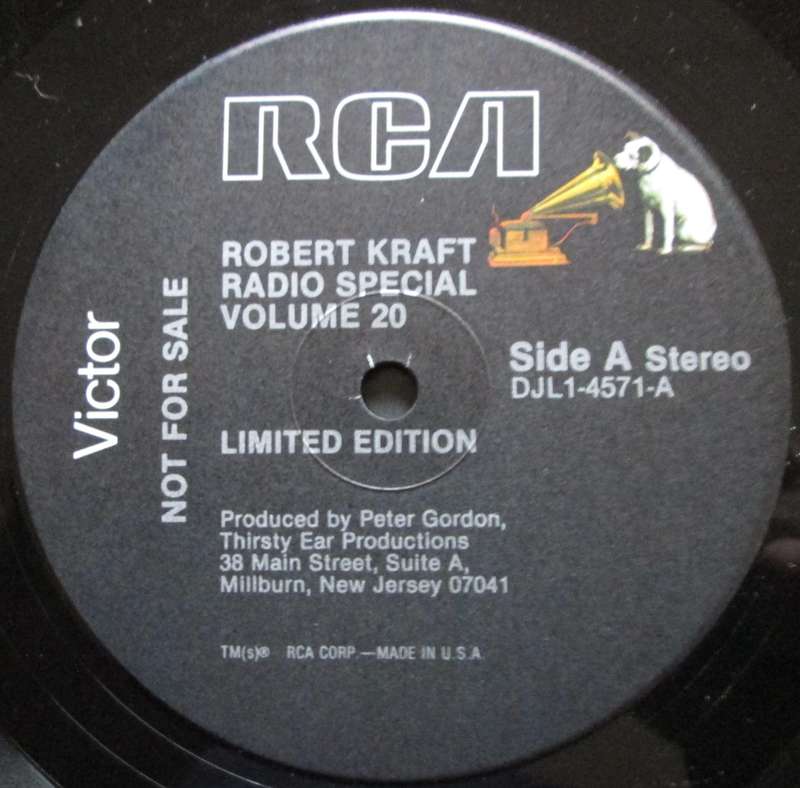 RCA
ROBERT KRAFT
RADIO SPECIAL
VOLUME 20
Victor
NOT FOR SALE
Side A Stereo
DJL1-4571-A
LIMITED EDITION
Produced by Peter Gordon,
Thirsty Ear Productions
38 Main Street, Suite A,
Millburn, New Jersey 07041
TM(s)® RCA CORP.—MADE IN U.S.A.